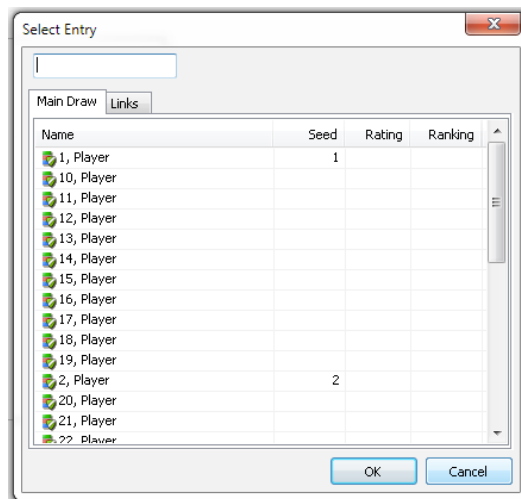 Select Entry
Main Draw Links
Name Seed Rating Ranking
1, Player 1
10, Player
11, Player
12, Player
13, Player
14, Player
15, Player
16, Player
17, Player
18, Player
19, Player
2, Player 2
20, Player
21, Player
22, Player
OK Cancel